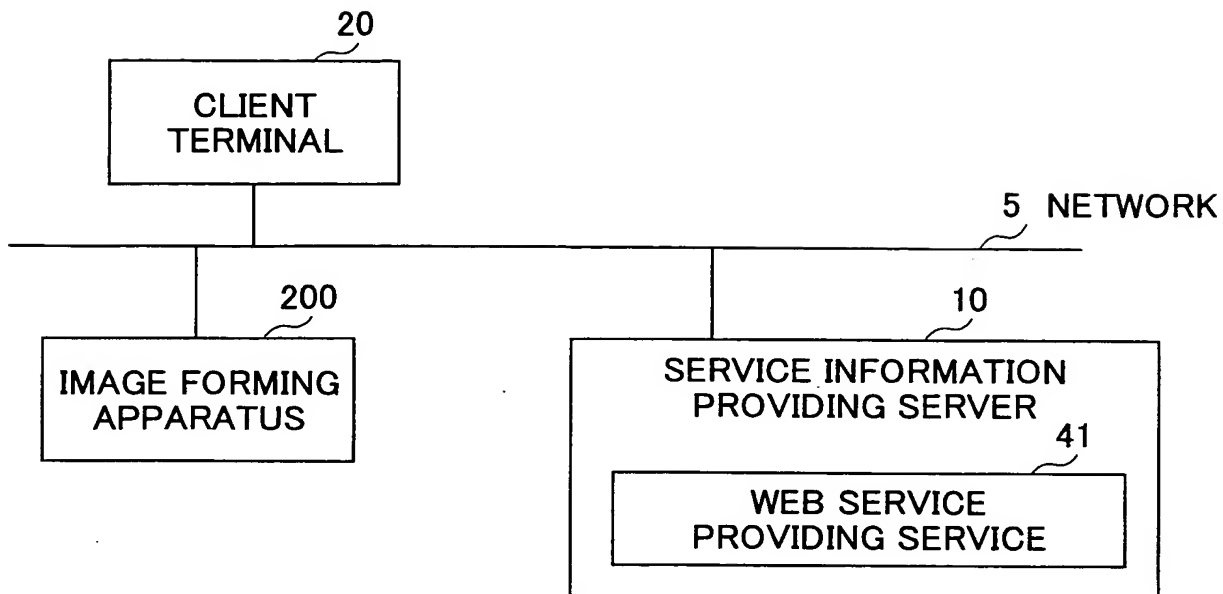 20
CLIENT
TERMINAL
5 NETWORK
200
IMAGE FORMING
APPARATUS
10
SERVICE INFORMATION
PROVIDING SERVER
41
WEB SERVICE
PROVIDING SERVICE